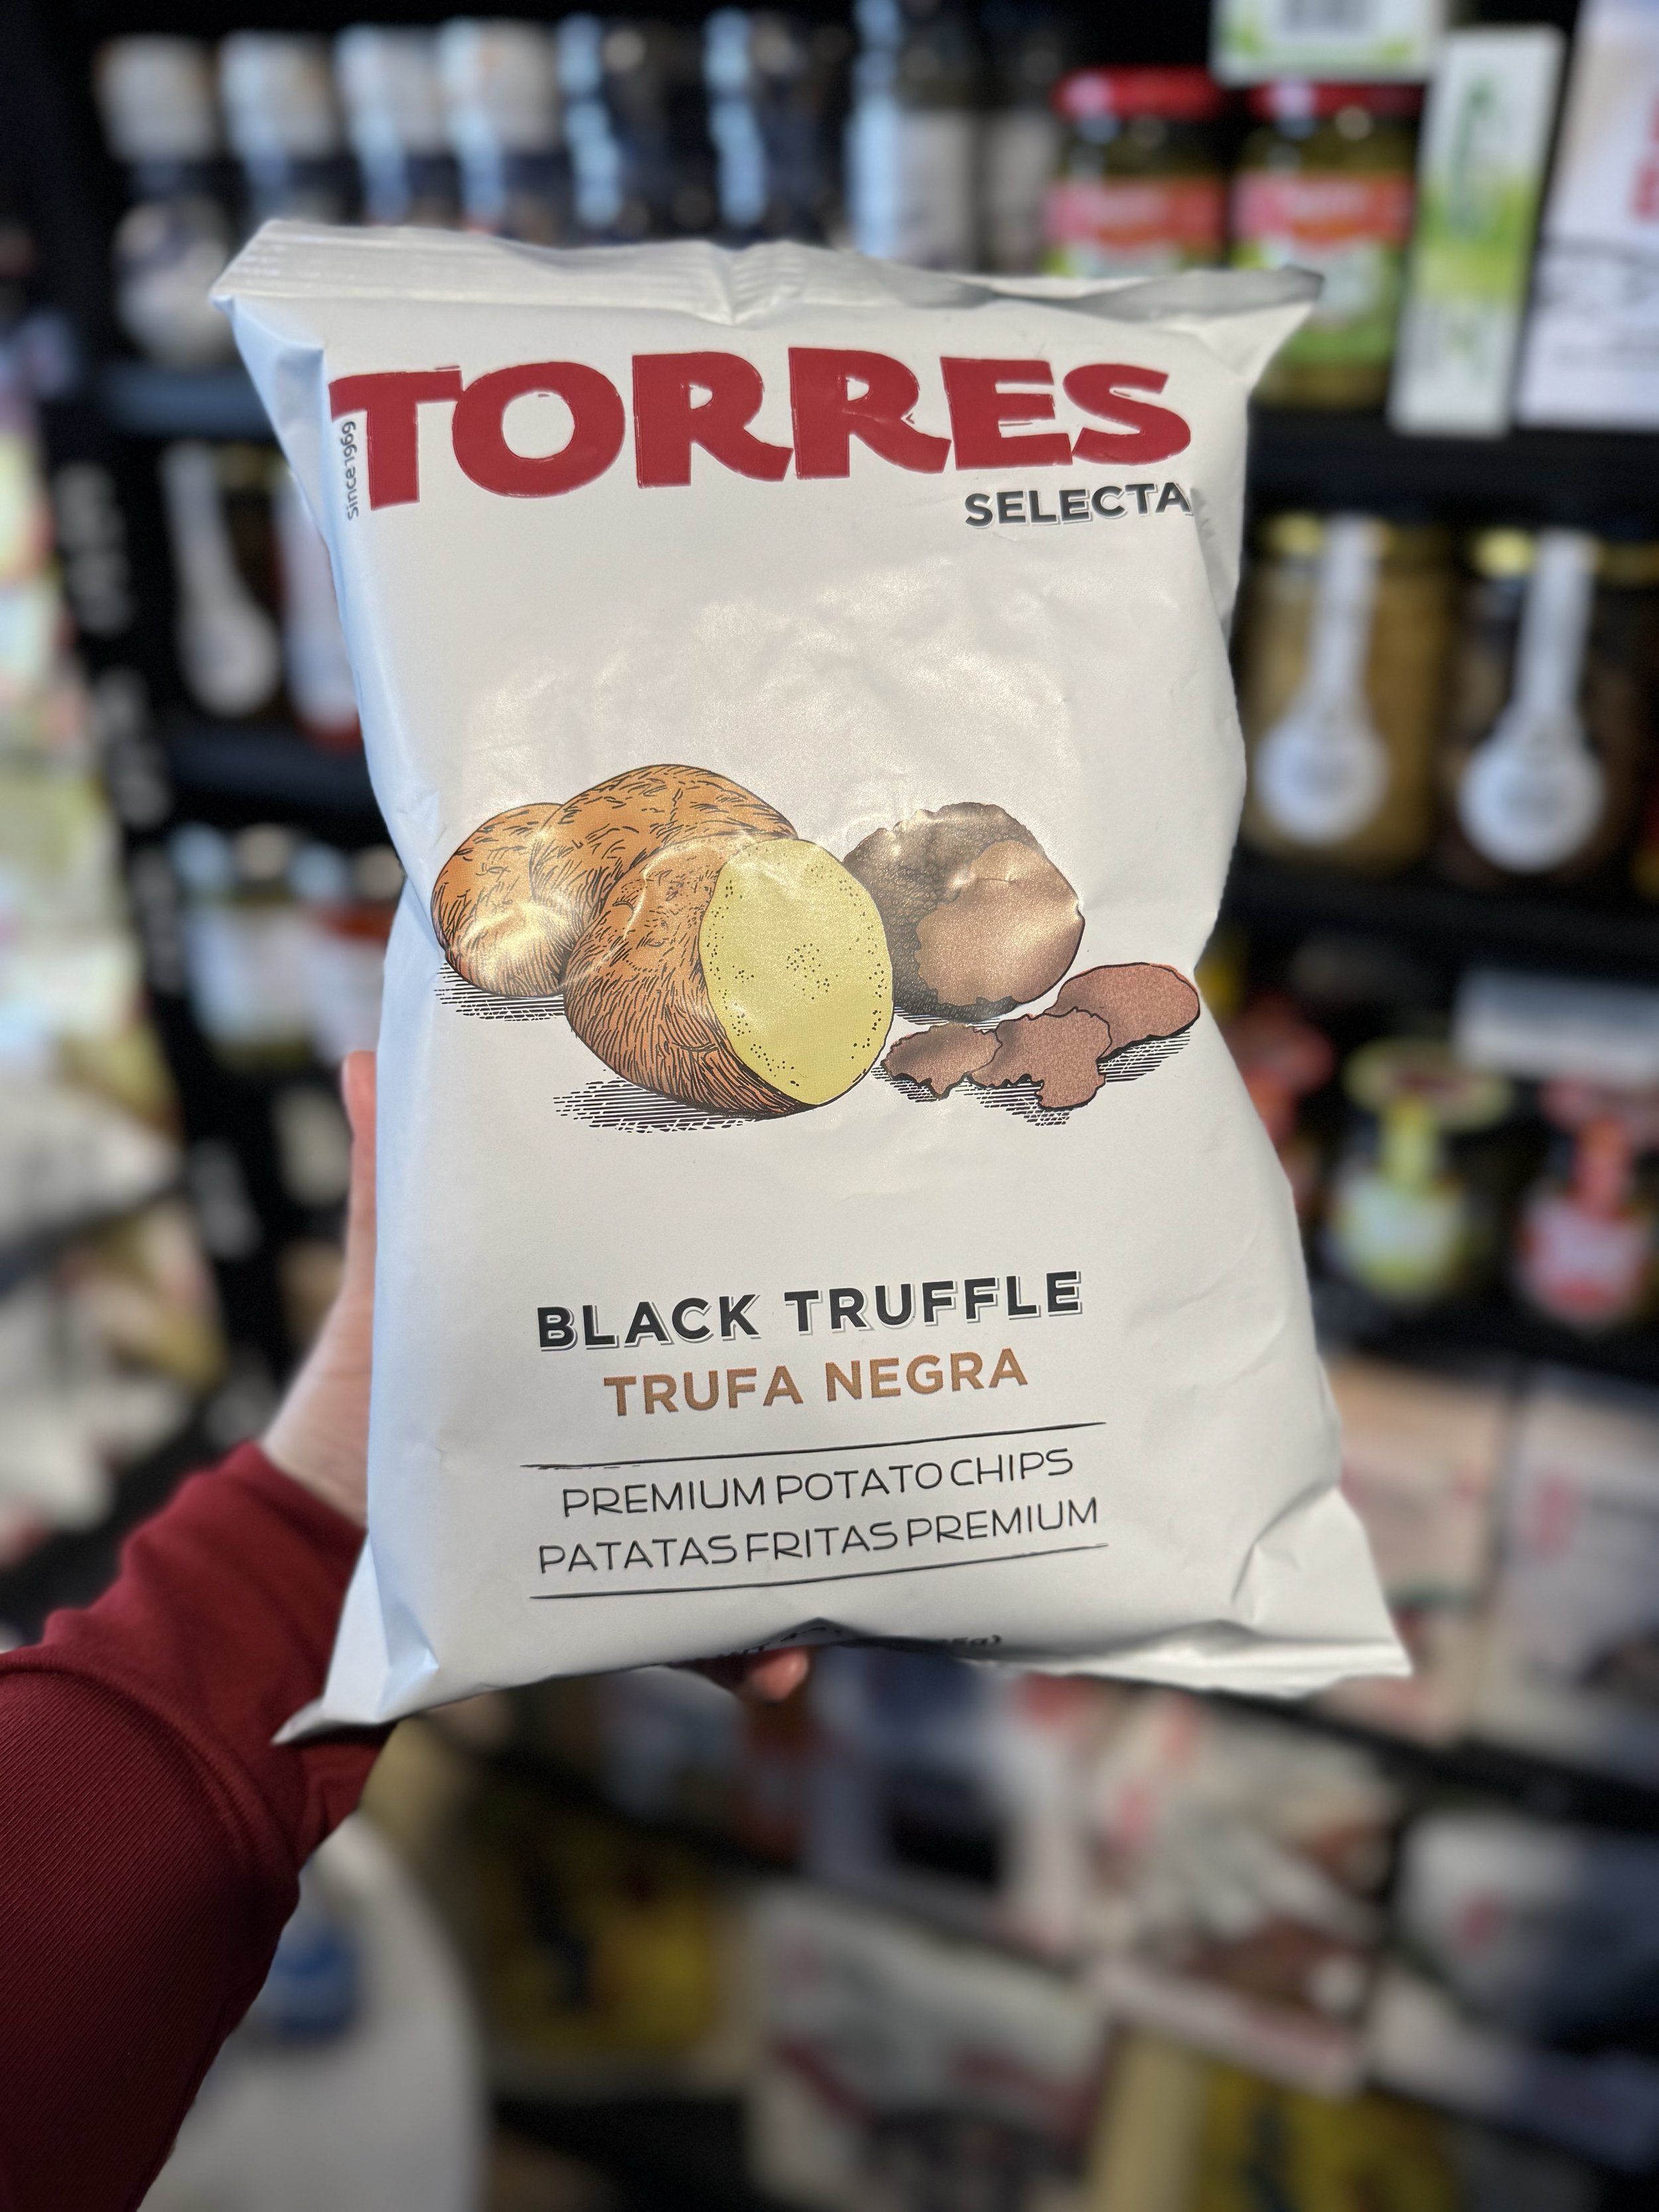 TORRES
Since 1969
SELECTA
BLACK TRUFFLE
TRUFA NEGRA
PREMIUM POTATO CHIPS
PATATAS FRITAS PREMIUM